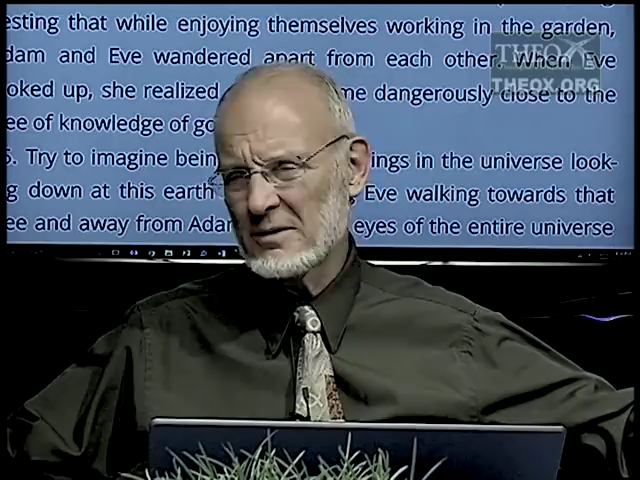 esting that while enjoying themselves working in the garden,
dam and Eve wandered apart from each other. When Eve
oked up, she realized me dangerously close to the
ee of knowledge of go
5. Try to imagine bein ings in the universe look-
g down at this earth Eve walking towards that
ee and away from Adam eyes of the entire universe
THEOX
THEOX.ORG